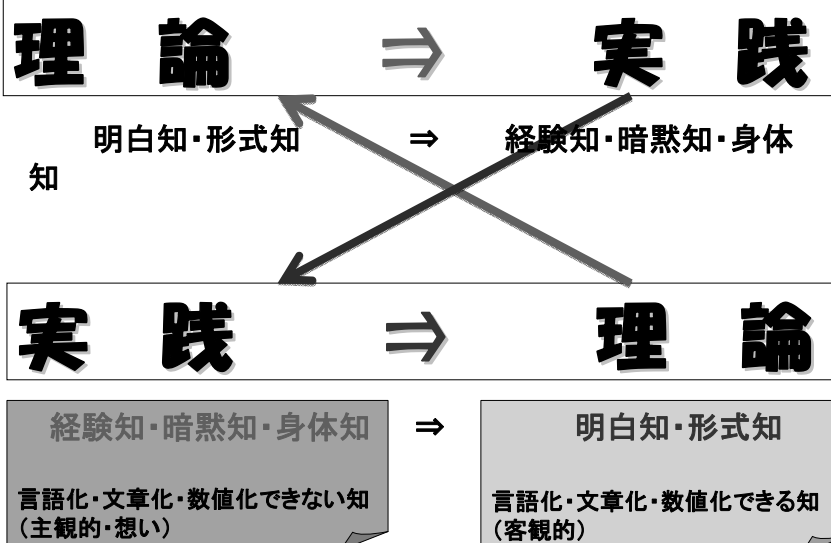 理 論 ⇒ 実 践
明白知・形式知 ⇒ 経験知・暗黙知・身体
知
実 践 ⇒ 理 論
経験知・暗黙知・身体知 ⇒ 明白知・形式知
言語化・文章化・数値化できない知
（主観的・想い）
言語化・文章化・数値化できる知
（客観的）